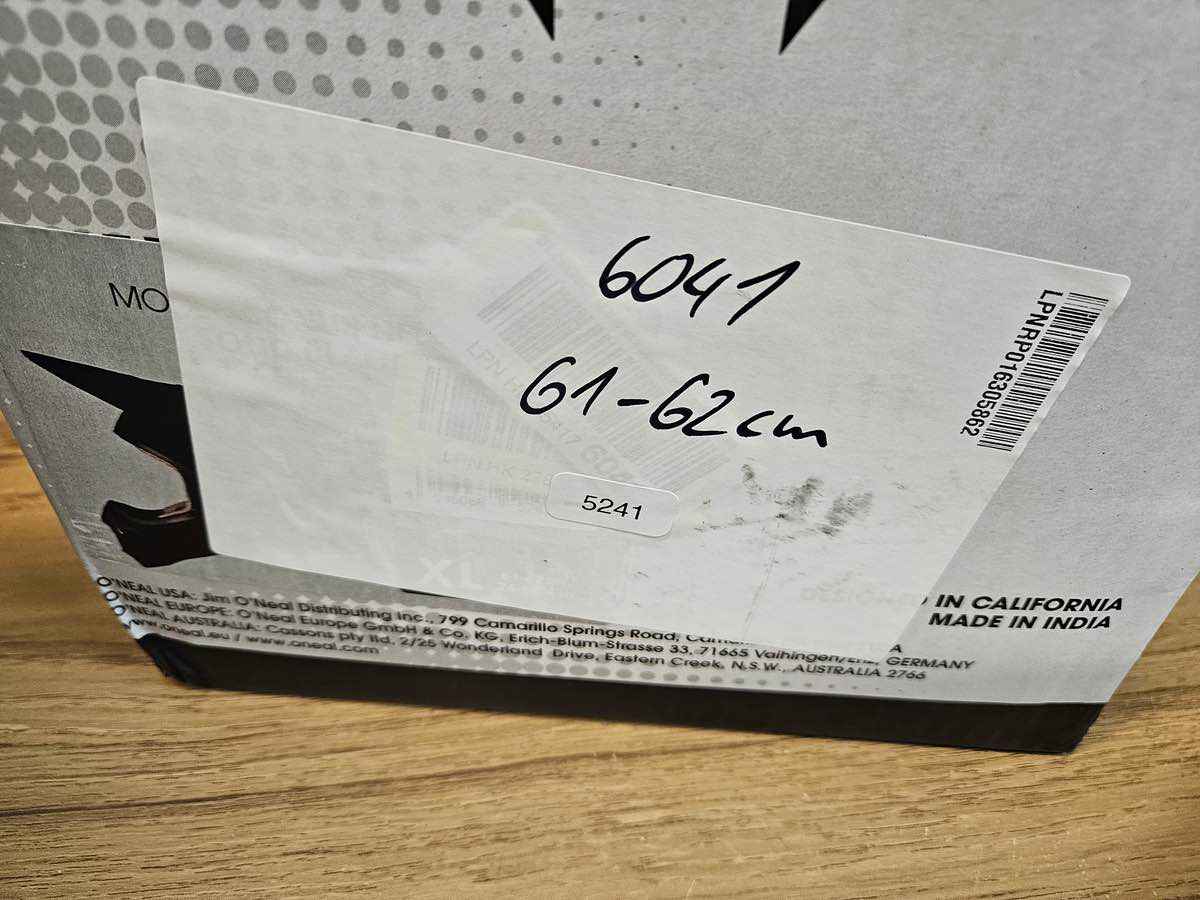 MO
6041
61-62cm
5241
LPNRP016305862
XL
IN CALIFORNIA
MADE IN INDIA
O'NEAL USA: Jim O'Neal Distributing Inc., 799 Camarillo Springs Road,
O'NEAL EUROPE: O'Neal Europe GmbH & Co. KG, Erich-Blum-Strasse 33, 71665 Vaihingen/Enz, GERMANY
O'NEAL AUSTRALIA: Cassons pty ltd, 2/25 Wonderland Drive, Eastern Creek, N.S.W., AUSTRALIA 2766
www.oneal.eu / www.oneal.com